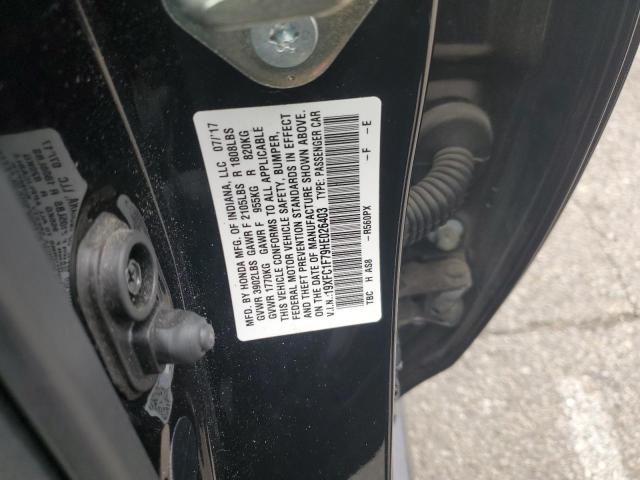 MFD. BY HONDA MFG. OF INDIANA, LLC 07/'17
GVWR 3902LBS GAWR F 2105LBS R 1808LBS
GVWR 1770KG GAWR F 955KG R 820KG
THIS VEHICLE CONFORMS TO ALL APPLICABLE
FEDERAL MOTOR VEHICLE SAFETY, BUMPER,
AND THEFT PREVENTION STANDARDS IN EFFECT
ON THE DATE OF MANUFACTURE SHOWN ABOVE.
V.I.N.:19XFC1F79HE026403 TYPE: PASSENGER CAR
TBC H AS8 - R560PX - F - E